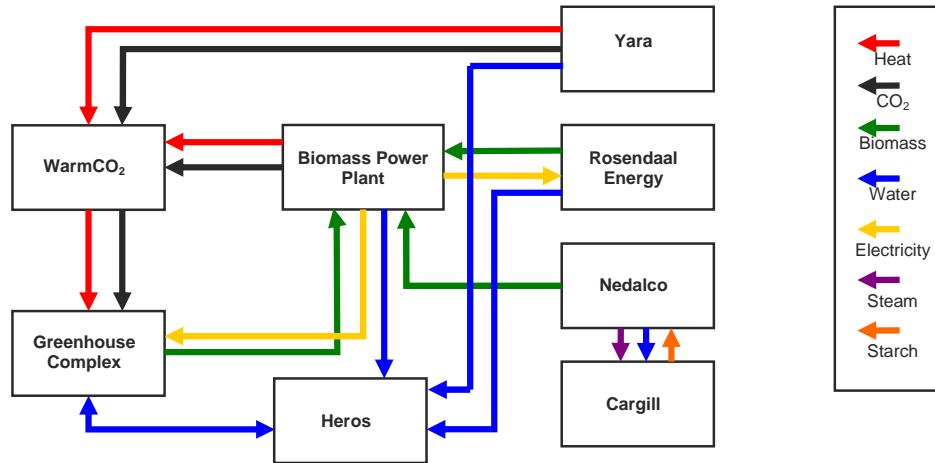 Yara
WarmCO₂
Biomass Power
Plant
Rosendaal
Energy
Nedalco
Greenhouse
Complex
Heros
Cargill
Heat
CO₂
Biomass
Water
Electricity
Steam
Starch